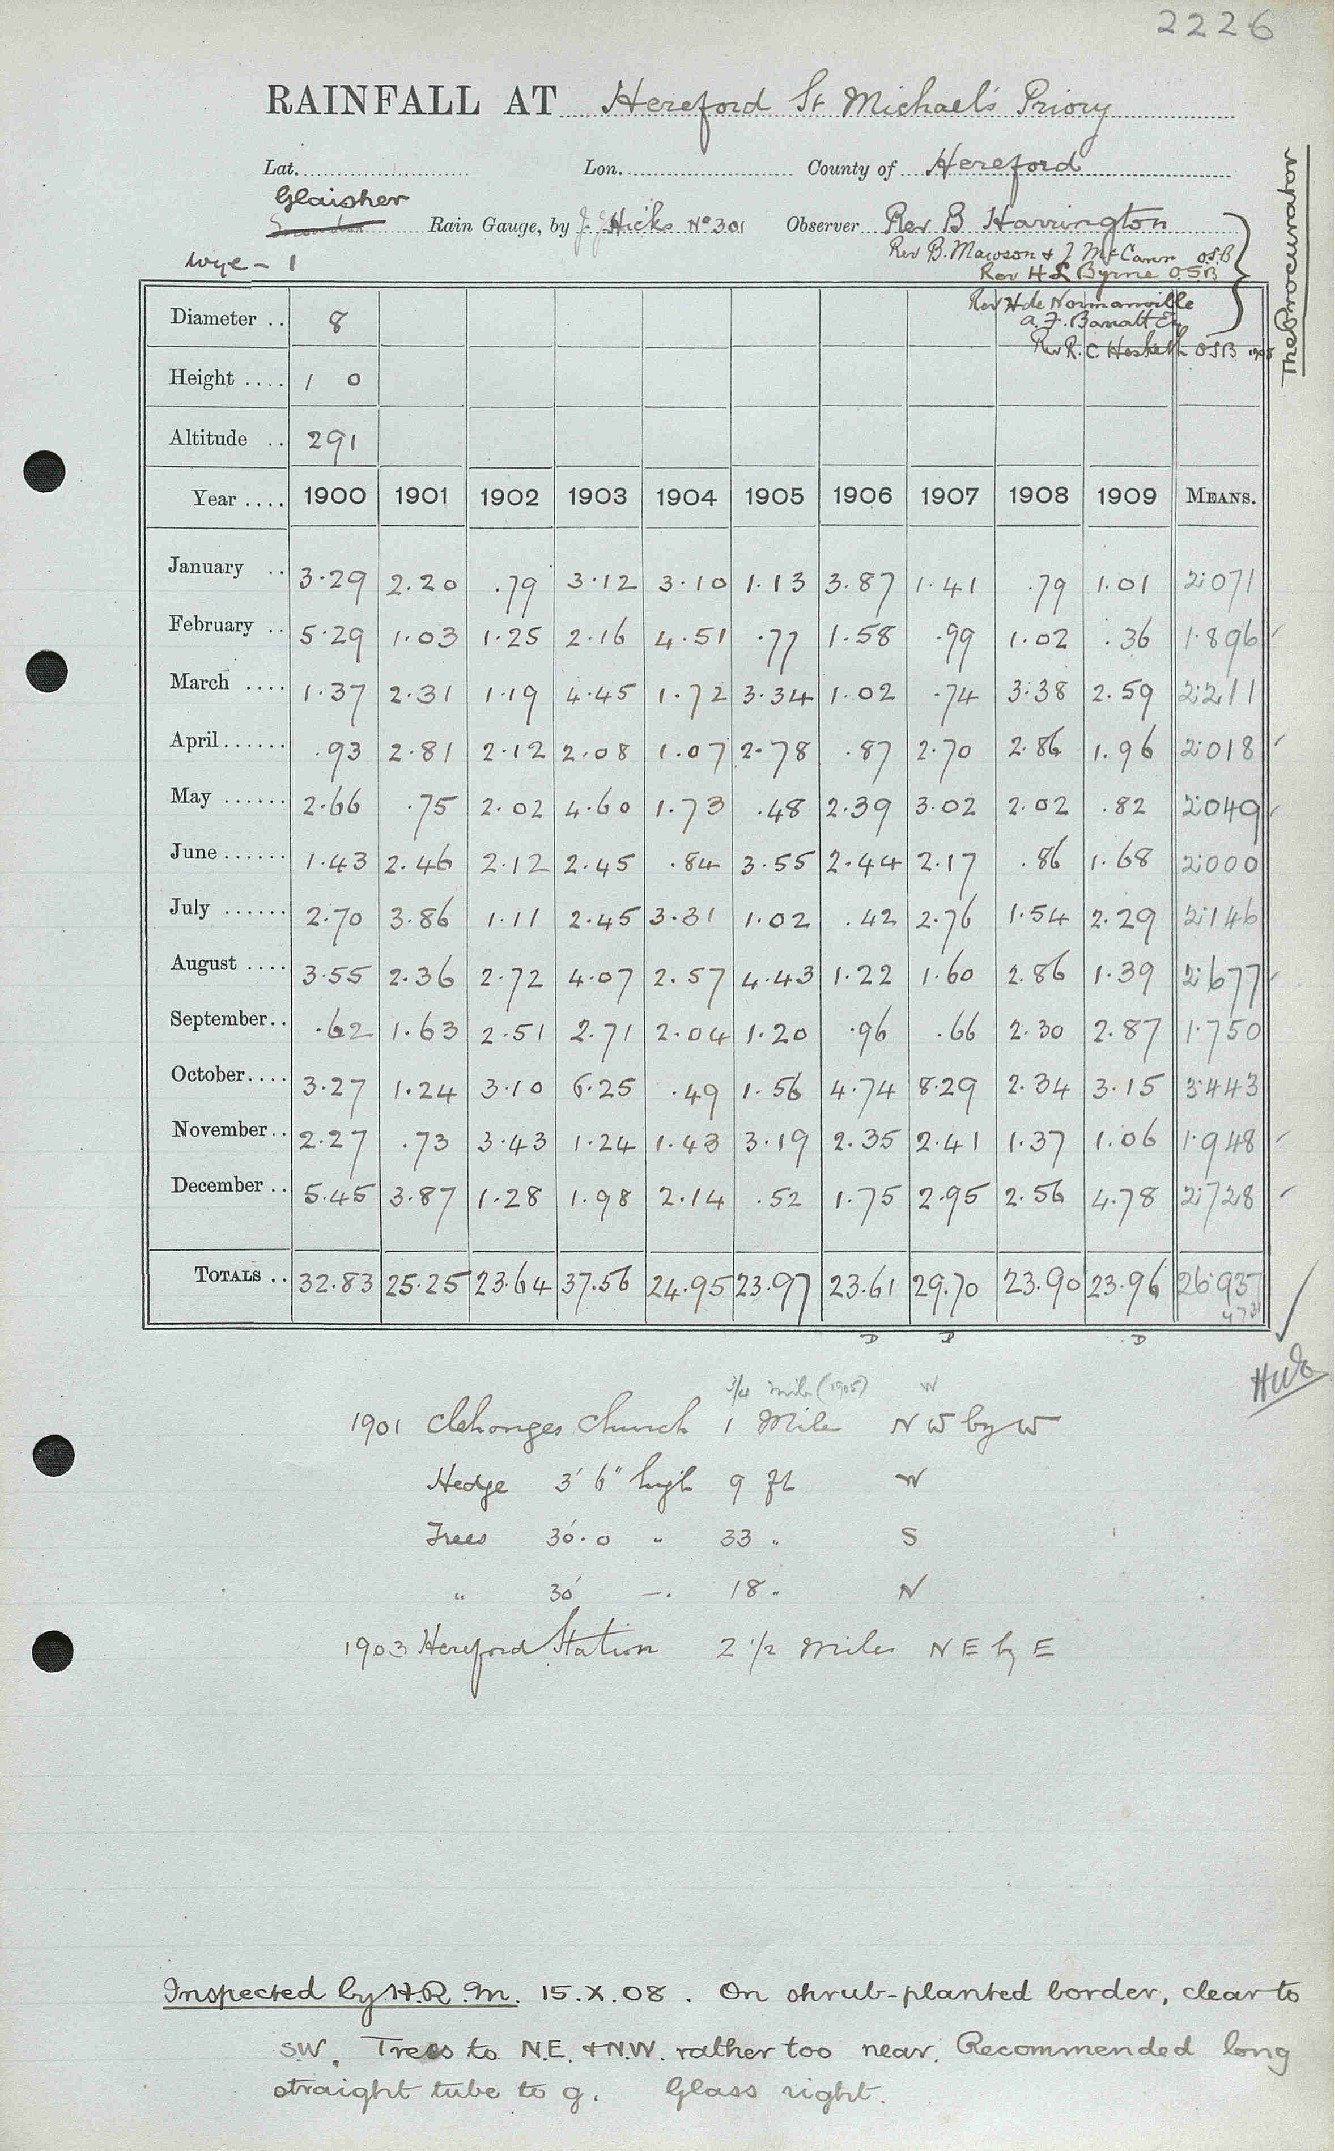 2226
RAINFALL AT Hereford St Michael's Priory
Lat. Lon. County of Hereford
Glaisher
Rain Gauge, by J. J. Hicks No 301 Observer Rev B Harrington
Wye - 1 Rev B. Mawson & J McCann O.S.B
Rev H L Byrne O.S.B
Rev H de Normanville
A. F. Barratt Esq
Rev R. C. Hesketh OSB 1908
The Procurator
Diameter .. 8
Height .... 1 0
Altitude .. 291
Year .... 1900 1901 1902 1903 1904 1905 1906 1907 1908 1909 MEANS.
January .. 3.29 2.20 .79 3.12 3.10 1.13 3.87 1.41 .79 1.01 2.071
February .. 5.29 1.03 1.25 2.16 4.51 .77 1.58 .99 1.02 .36 1.896
March .... 1.37 2.31 1.19 4.45 1.72 3.34 1.02 .74 3.38 2.59 2.211
April ...... .93 2.81 2.12 2.08 1.07 2.78 .87 2.70 2.86 1.96 2.018
May ...... 2.66 .75 2.02 4.60 1.73 .48 2.39 3.02 2.02 .82 2.049
June ...... 1.43 2.46 2.12 2.45 .84 3.55 2.44 2.17 .86 1.68 2.000
July ...... 2.70 3.86 1.11 2.45 3.31 1.02 .42 2.76 1.54 2.29 2.146
August .... 3.55 2.36 2.72 4.07 2.57 4.43 1.22 1.60 2.86 1.39 2.677
September.. .62 1.63 2.51 2.71 2.04 1.20 .96 .66 2.30 2.87 1.750
October.... 3.27 1.24 3.10 6.25 .49 1.56 4.74 8.29 2.34 3.15 3.443
November.. 2.27 .73 3.43 1.24 1.43 3.19 2.35 2.41 1.37 1.06 1.948
December .. 5.45 3.87 1.28 1.98 2.14 .52 1.75 2.95 2.56 4.78 2.728
TOTALS .. 32.83 25.25 23.64 37.56 24.95 23.97 23.61 29.70 23.90 23.96 26.937
D D D
3/4 mile (1905) W
1901 Clehonger Church 1 Mile N W by W
Hedge 3' 6" high 9 ft W
Trees 30.0 " 33 " S
" 30 - . 18 " N
1903 Hereford Station 2 1/2 Miles N E by E
Inspected by H.R.M. 15.X.08. On shrub-planted border, clear to
SW. Trees to N.E. & N.W. rather too near. Recommended long
straight tube to g. Glass right.